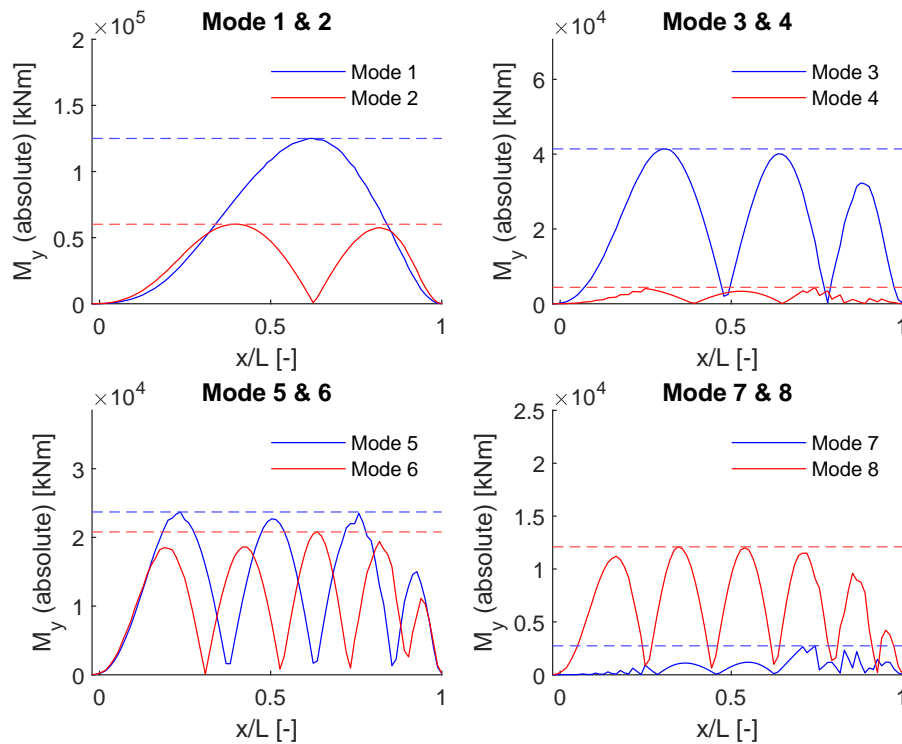 Mode 1 & 2
×10^5
2
1.5
1
0.5
0
0
0.5
1
M_y (absolute) [kNm]
x/L [-]
Mode 1
Mode 2
Mode 3 & 4
×10^4
6
4
2
0
0
0.5
1
M_y (absolute) [kNm]
x/L [-]
Mode 3
Mode 4
Mode 5 & 6
×10^4
3
2
1
0
0
0.5
1
M_y (absolute) [kNm]
x/L [-]
Mode 5
Mode 6
Mode 7 & 8
×10^4
2.5
2
1.5
1
0.5
0
0
0.5
1
M_y (absolute) [kNm]
x/L [-]
Mode 7
Mode 8